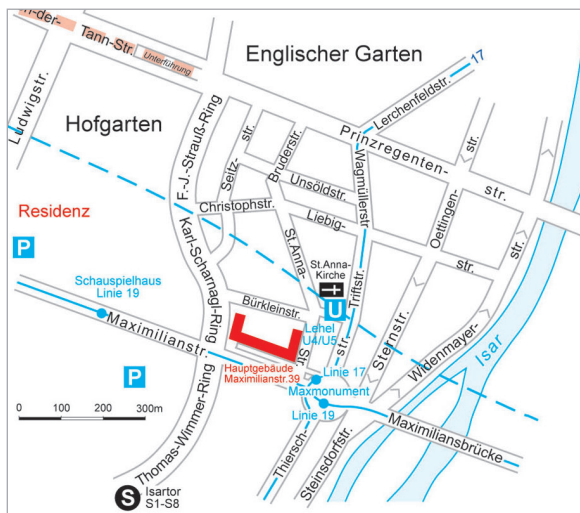 n-der-
Tann-Str.
Unterführung
Englischer Garten
17
Lerchenfeldstr.
Ludwigstr.
Hofgarten
F.-J.-Strauß-Ring
Seitz-
str.
Bruderstr.
Prinzregenten-
str.
Wagmüllerstr.
Unsöldstr.
Christophstr.
Liebig-
str.
Oettingen-
str.
Residenz
P
Karl-Scharnagl-Ring
St.Anna-
Str.
St.Anna-
Kirche
U
Lehel
U4/U5
Triftstr.
Sternstr.
Widenmayer-
str.
Isar
Schauspielhaus
Linie 19
Maximilianstr.
Bürkleinstr.
Hauptgebäude
Maximilianstr.39
P
Linie 17
Maxmonument
Linie 19
Maximiliansbrücke
Thiersch-
str.
Steinsdorfstr.
0 100 200 300m
Thomas-Wimmer-Ring
S
Isartor
S1-S8